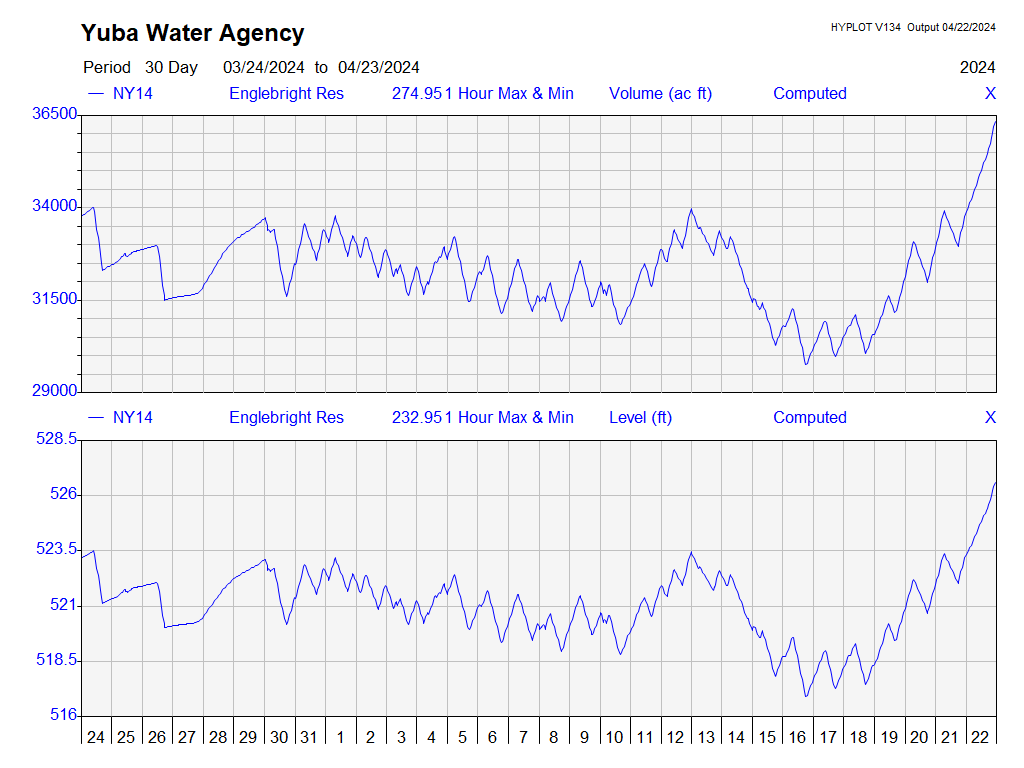 Yuba Water Agency HYPLOT V134 Output 04/22/2024
Period 30 Day 03/24/2024 to 04/23/2024 2024
NY14 Englebright Res 274.951 Hour Max & Min Volume (ac ft) Computed X
36500
34000
31500
29000
NY14 Englebright Res 232.951 Hour Max & Min Level (ft) Computed X
528.5
526
523.5
521
518.5
516
24 25 26 27 28 29 30 31 1 2 3 4 5 6 7 8 9 10 11 12 13 14 15 16 17 18 19 20 21 22